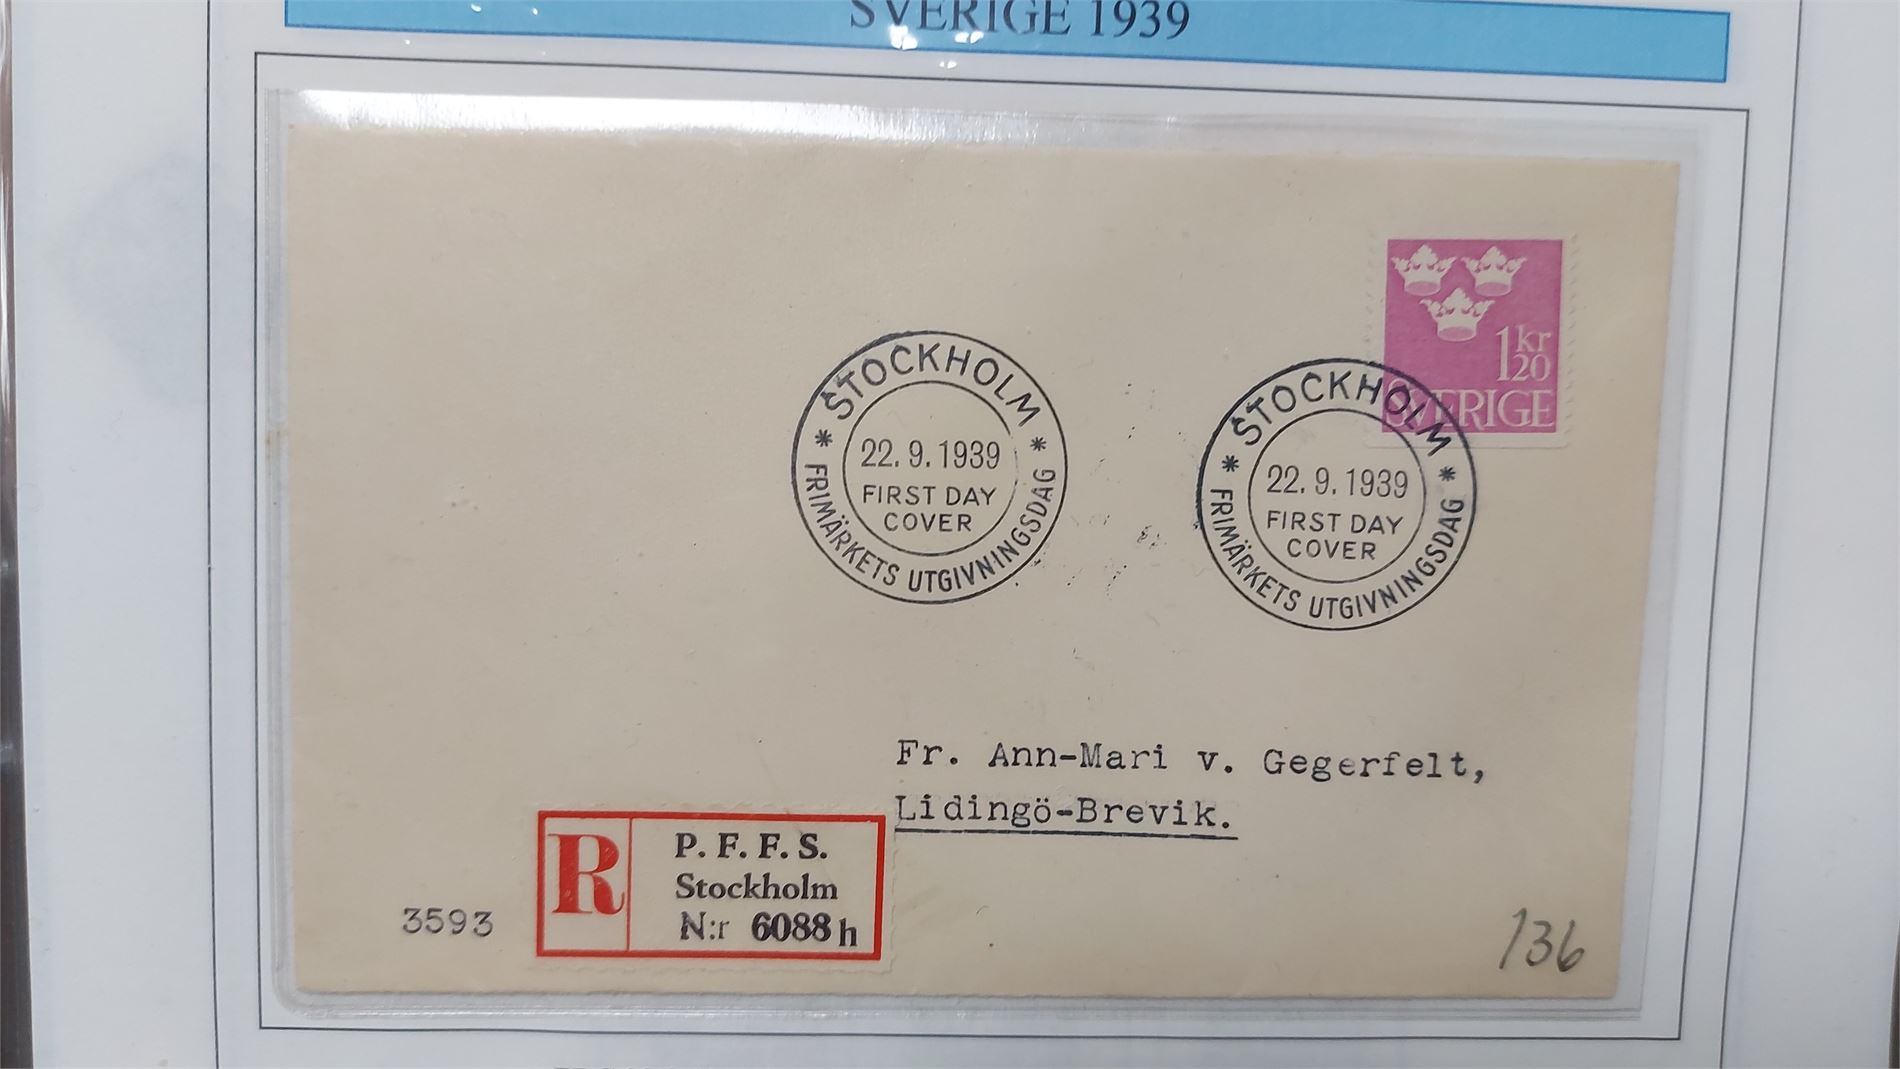 SVERIGE 1939
1 kr 20
SVERIGE
STOCKHOLM
22. 9. 1939
FIRST DAY
COVER
* FRIMÄRKETS UTGIVNINGSDAG *
STOCKHOLM
22. 9. 1939
FIRST DAY
COVER
* FRIMÄRKETS UTGIVNINGSDAG *
Fr. Ann-Mari v. Gegerfelt,
Lidingö-Brevik.
R
P. F. F. S.
Stockholm
N:r 6088 h
3593
136